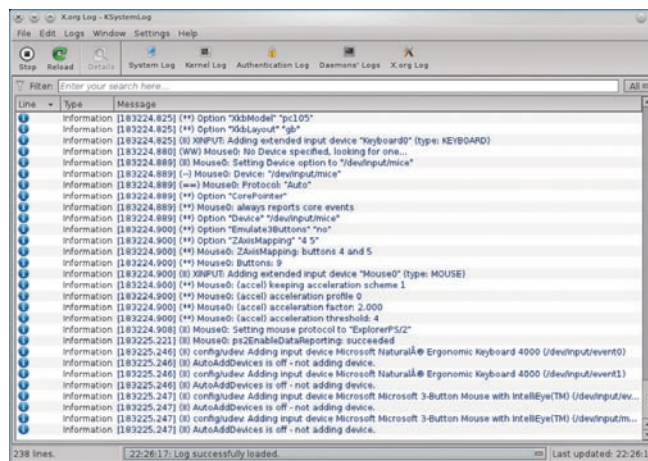 X.org Log - KSystemLog
File Edit Logs Window Settings Help
Stop Reload Details System Log Kernel Log Authentication Log Daemons' Logs X.org Log
Filter: Enter your search here... All
Line Type Message
Information [183224.825] (**) Option "XkbModel" "pc105"
Information [183224.825] (**) Option "XkbLayout" "gb"
Information [183224.825] (II) XINPUT: Adding extended input device "Keyboard0" (type: KEYBOARD)
Information [183224.880] (WW) Mouse0: No Device specified, looking for one...
Information [183224.889] (II) Mouse0: Setting Device option to "/dev/input/mice"
Information [183224.889] (--) Mouse0: Device: "/dev/input/mice"
Information [183224.889] (==) Mouse0: Protocol: "Auto"
Information [183224.889] (**) Option "CorePointer"
Information [183224.889] (**) Mouse0: always reports core events
Information [183224.889] (**) Option "Device" "/dev/input/mice"
Information [183224.900] (**) Option "Emulate3Buttons" "no"
Information [183224.900] (**) Option "ZAxisMapping" "4 5"
Information [183224.900] (**) Mouse0: ZAxisMapping: buttons 4 and 5
Information [183224.900] (**) Mouse0: Buttons: 9
Information [183224.900] (II) XINPUT: Adding extended input device "Mouse0" (type: MOUSE)
Information [183224.900] (**) Mouse0: (accel) keeping acceleration scheme 1
Information [183224.900] (**) Mouse0: (accel) acceleration profile 0
Information [183224.900] (**) Mouse0: (accel) acceleration factor: 2.000
Information [183224.900] (**) Mouse0: (accel) acceleration threshold: 4
Information [183224.908] (II) Mouse0: Setting mouse protocol to "ExplorerPS/2"
Information [183225.221] (II) Mouse0: ps2EnableDataReporting: succeeded
Information [183225.246] (II) config/udev: Adding input device Microsoft NaturalÂ® Ergonomic Keyboard 4000 (/dev/input/event0)
Information [183225.246] (II) AutoAddDevices is off - not adding device.
Information [183225.246] (II) config/udev: Adding input device Microsoft NaturalÂ® Ergonomic Keyboard 4000 (/dev/input/event1)
Information [183225.246] (II) AutoAddDevices is off - not adding device.
Information [183225.247] (II) config/udev: Adding input device Microsoft Microsoft 3-Button Mouse with IntelliEye(TM) (/dev/input/ev...
Information [183225.247] (II) AutoAddDevices is off - not adding device.
Information [183225.247] (II) config/udev: Adding input device Microsoft Microsoft 3-Button Mouse with IntelliEye(TM) (/dev/input/m...
Information [183225.247] (II) AutoAddDevices is off - not adding device.
238 lines. 22:26:17: Log successfully loaded. Last updated: 22:26:1